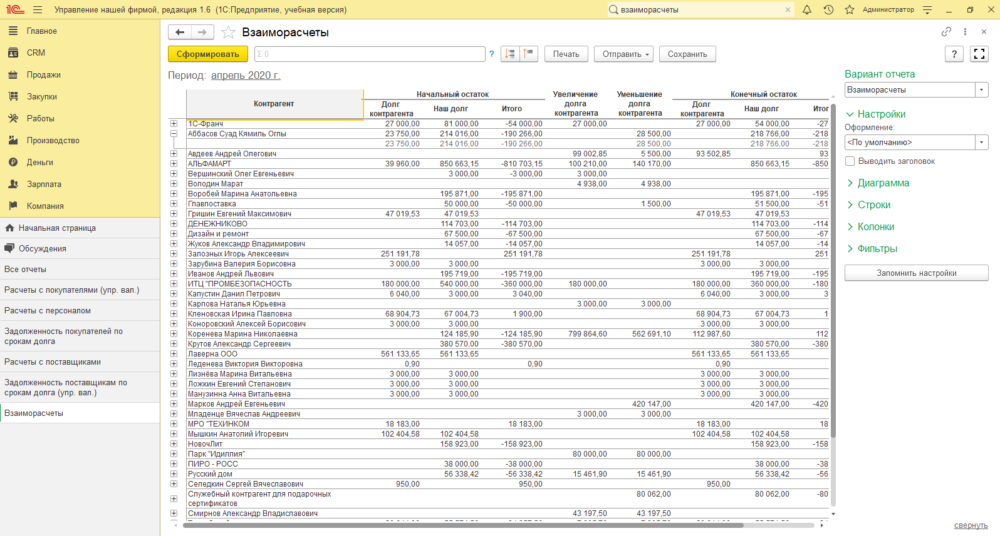 1С Управление нашей фирмой, редакция 1.6 (1С:Предприятие, учебная версия) взаиморасчеты Администратор
Главное
CRM
Продажи
Закупки
Работы
Производство
Деньги
Зарплата
Компания
Начальная страница
Обсуждения
Все отчеты
Расчеты с покупателями (упр. вал.)
Расчеты с персоналом
Задолженность покупателей по
срокам долга
Расчеты с поставщиками
Задолженность поставщикам по
срокам долга (упр. вал.)
Взаиморасчеты
Взаиморасчеты
Сформировать Σ 0 ? Печать Отправить Сохранить ?
Период: апрель 2020 г.
Контрагент Начальный остаток Увеличение долга контрагента Уменьшение долга контрагента Конечный остаток
Долг контрагента Наш долг Итого Долг контрагента Наш долг Итог
1С-Франч 27 000,00 81 000,00 -54 000,00 27 000,00 27 000,00 54 000,00 -27
Аббасов Суад Кямиль Оглы 23 750,00 214 016,00 -190 266,00 28 500,00 218 766,00 -218
23 750,00 214 016,00 -190 266,00 28 500,00 218 766,00 -218
Авдеев Андрей Олегович 99 002,85 5 500,00 93 502,85 93
АЛЬФАМАРТ 39 960,00 850 663,15 -810 703,15 100 210,00 140 170,00 850 663,15 -850
Вершинский Олег Евгеньевич 3 000,00 -3 000,00 3 000,00
Володин Марат 4 938,00 4 938,00
Воробей Марина Анатольевна 195 871,00 -195 871,00 195 871,00 -195
Главпоставка 50 000,00 -50 000,00 1 500,00 51 500,00 -51
Гришин Евгений Максимович 47 019,53 47 019,53 47 019,53 47 019,53
ДЕНЕЖНИКОВО 114 703,00 -114 703,00 114 703,00 -114
Дизайн и ремонт 67 500,00 -67 500,00 67 500,00 -67
Жуков Александр Владимирович 14 057,00 -14 057,00 14 057,00 -14
Залозных Игорь Алексеевич 251 191,78 251 191,78 251 191,78 251
Зарубина Валерия Борисовна 3 000,00 3 000,00 3 000,00 3 000,00
Иванов Андрей Львович 195 719,00 -195 719,00 195 719,00 -195
ИТЦ "ПРОМБЕЗОПАСНОСТЬ 180 000,00 540 000,00 -360 000,00 180 000,00 180 000,00 360 000,00 -180
Капустин Данил Петрович 6 040,00 3 000,00 3 040,00 6 040,00 3 000,00 3
Карпова Наталья Юрьевна 3 000,00 3 000,00
Кленовская Ирина Павловна 68 904,73 67 004,73 1 900,00 68 904,73 67 004,73 1
Коноровский Алексей Борисович 3 000,00 3 000,00 3 000,00 3 000,00
Коренева Марина Николаевна 124 185,90 -124 185,90 799 864,60 562 691,10 112 987,60 112
Крутов Александр Сергеевич 380 570,00 -380 570,00 380 570,00 -380
Лаверна ООО 561 133,65 561 133,65 561 133,65 561 133,65
Леденева Виктория Викторовна 0,90 0,90 0,90
Лизнёва Марина Витальевна 3 000,00 3 000,00 3 000,00 3 000,00
Ложкин Евгений Степанович 3 000,00 3 000,00 3 000,00 3 000,00
Манузинна Анна Витальевна 3 000,00 3 000,00 3 000,00 3 000,00
Марков Андрей Евгеньевич 420 147,00 420 147,00 -420
Младенце Вячеслав Андреевич 3 000,00 3 000,00
МРО "ТЕХИНКОМ 18 183,00 18 183,00 18 183,00 18
Мышкин Анатолий Игоревич 102 404,58 102 404,58 102 404,58 102 404,58
НовочЛит 158 923,00 -158 923,00 158 923,00 -158
Парк "Идиллия" 80 000,00 80 000,00
ПИРО - РОСС 38 000,00 -38 000,00 38 000,00 -38
Русский дом 56 338,42 -56 338,42 15 461,90 15 461,90 56 338,42 -56
Селедкин Сергей Вячеславович 950,00 950,00 950,00
Служебный контрагент для подарочных
сертификатов 80 062,00 80 062,00 -80
Смирнов Александр Владиславович 43 197,50 43 197,50
Вариант отчета
Взаиморасчеты
Настройки
Оформление:
<По умолчанию>
Выводить заголовок
Диаграмма
Строки
Колонки
Фильтры
Запомнить настройки
свернуть